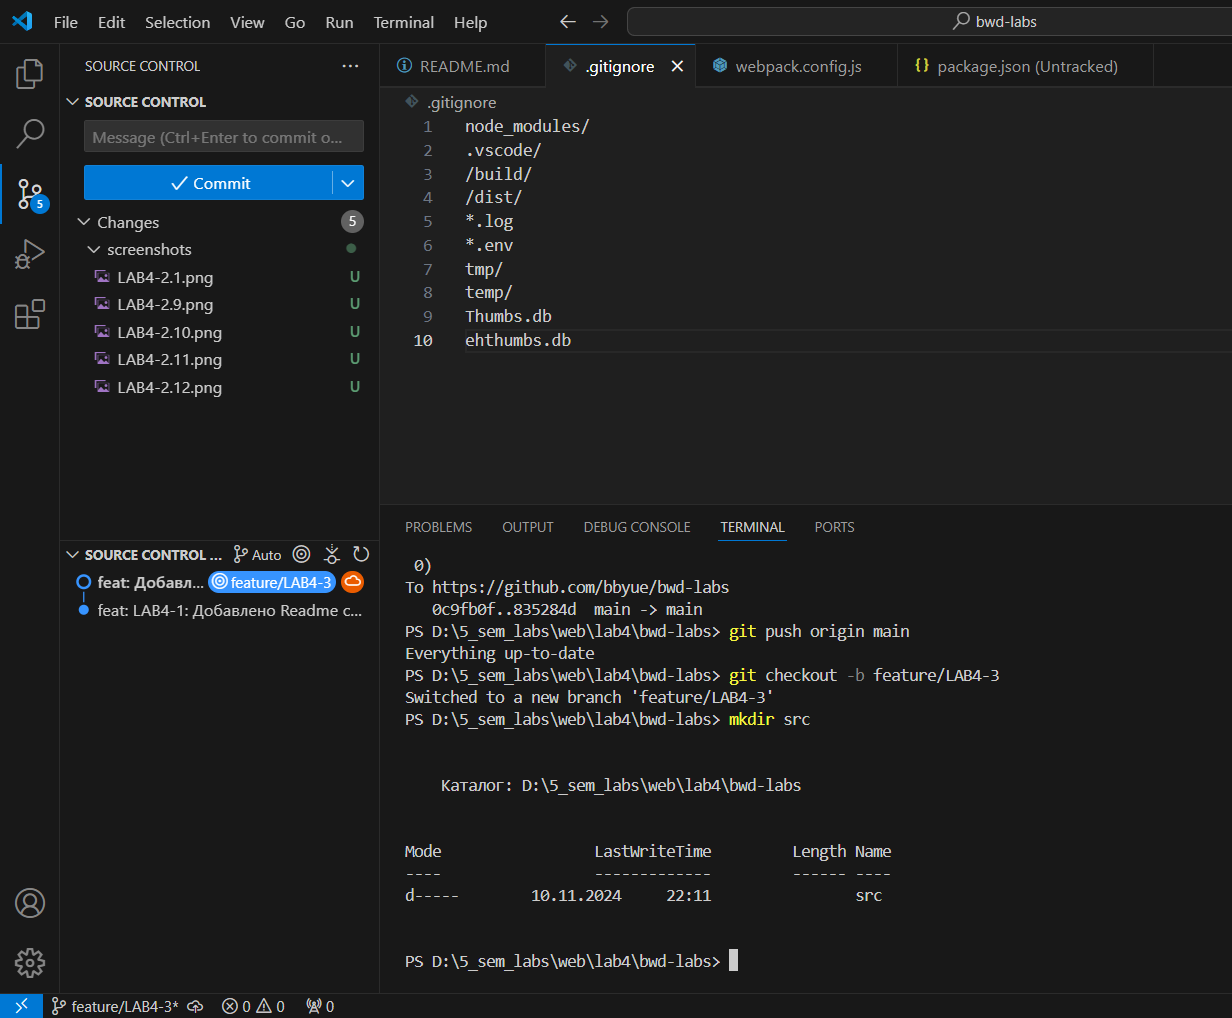 File Edit Selection View Go Run Terminal Help bwd-labs
SOURCE CONTROL
SOURCE CONTROL
Message (Ctrl+Enter to commit o...
Commit
Changes 5
screenshots
LAB4-2.1.png U
LAB4-2.9.png U
LAB4-2.10.png U
LAB4-2.11.png U
LAB4-2.12.png U
5
SOURCE CONTROL ... Auto
feat: Добавл... feature/LAB4-3
feat: LAB4-1: Добавлено Readme с...
README.md .gitignore webpack.config.js {} package.json (Untracked)
.gitignore
1 node_modules/
2 .vscode/
3 /build/
4 /dist/
5 *.log
6 *.env
7 tmp/
8 temp/
9 Thumbs.db
10 ehthumbs.db
PROBLEMS OUTPUT DEBUG CONSOLE TERMINAL PORTS
0)
To https://github.com/bbyue/bwd-labs
0c9fb0f..835284d main -> main
PS D:\5_sem_labs\web\lab4\bwd-labs> git push origin main
Everything up-to-date
PS D:\5_sem_labs\web\lab4\bwd-labs> git checkout -b feature/LAB4-3
Switched to a new branch 'feature/LAB4-3'
PS D:\5_sem_labs\web\lab4\bwd-labs> mkdir src
Каталог: D:\5_sem_labs\web\lab4\bwd-labs
Mode LastWriteTime Length Name
---- ------------- ------ ----
d----- 10.11.2024 22:11 src
PS D:\5_sem_labs\web\lab4\bwd-labs>
feature/LAB4-3* 0 0 0